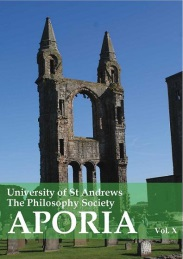 University of St Andrews
The Philosophy Society
APORIA
Vol. X